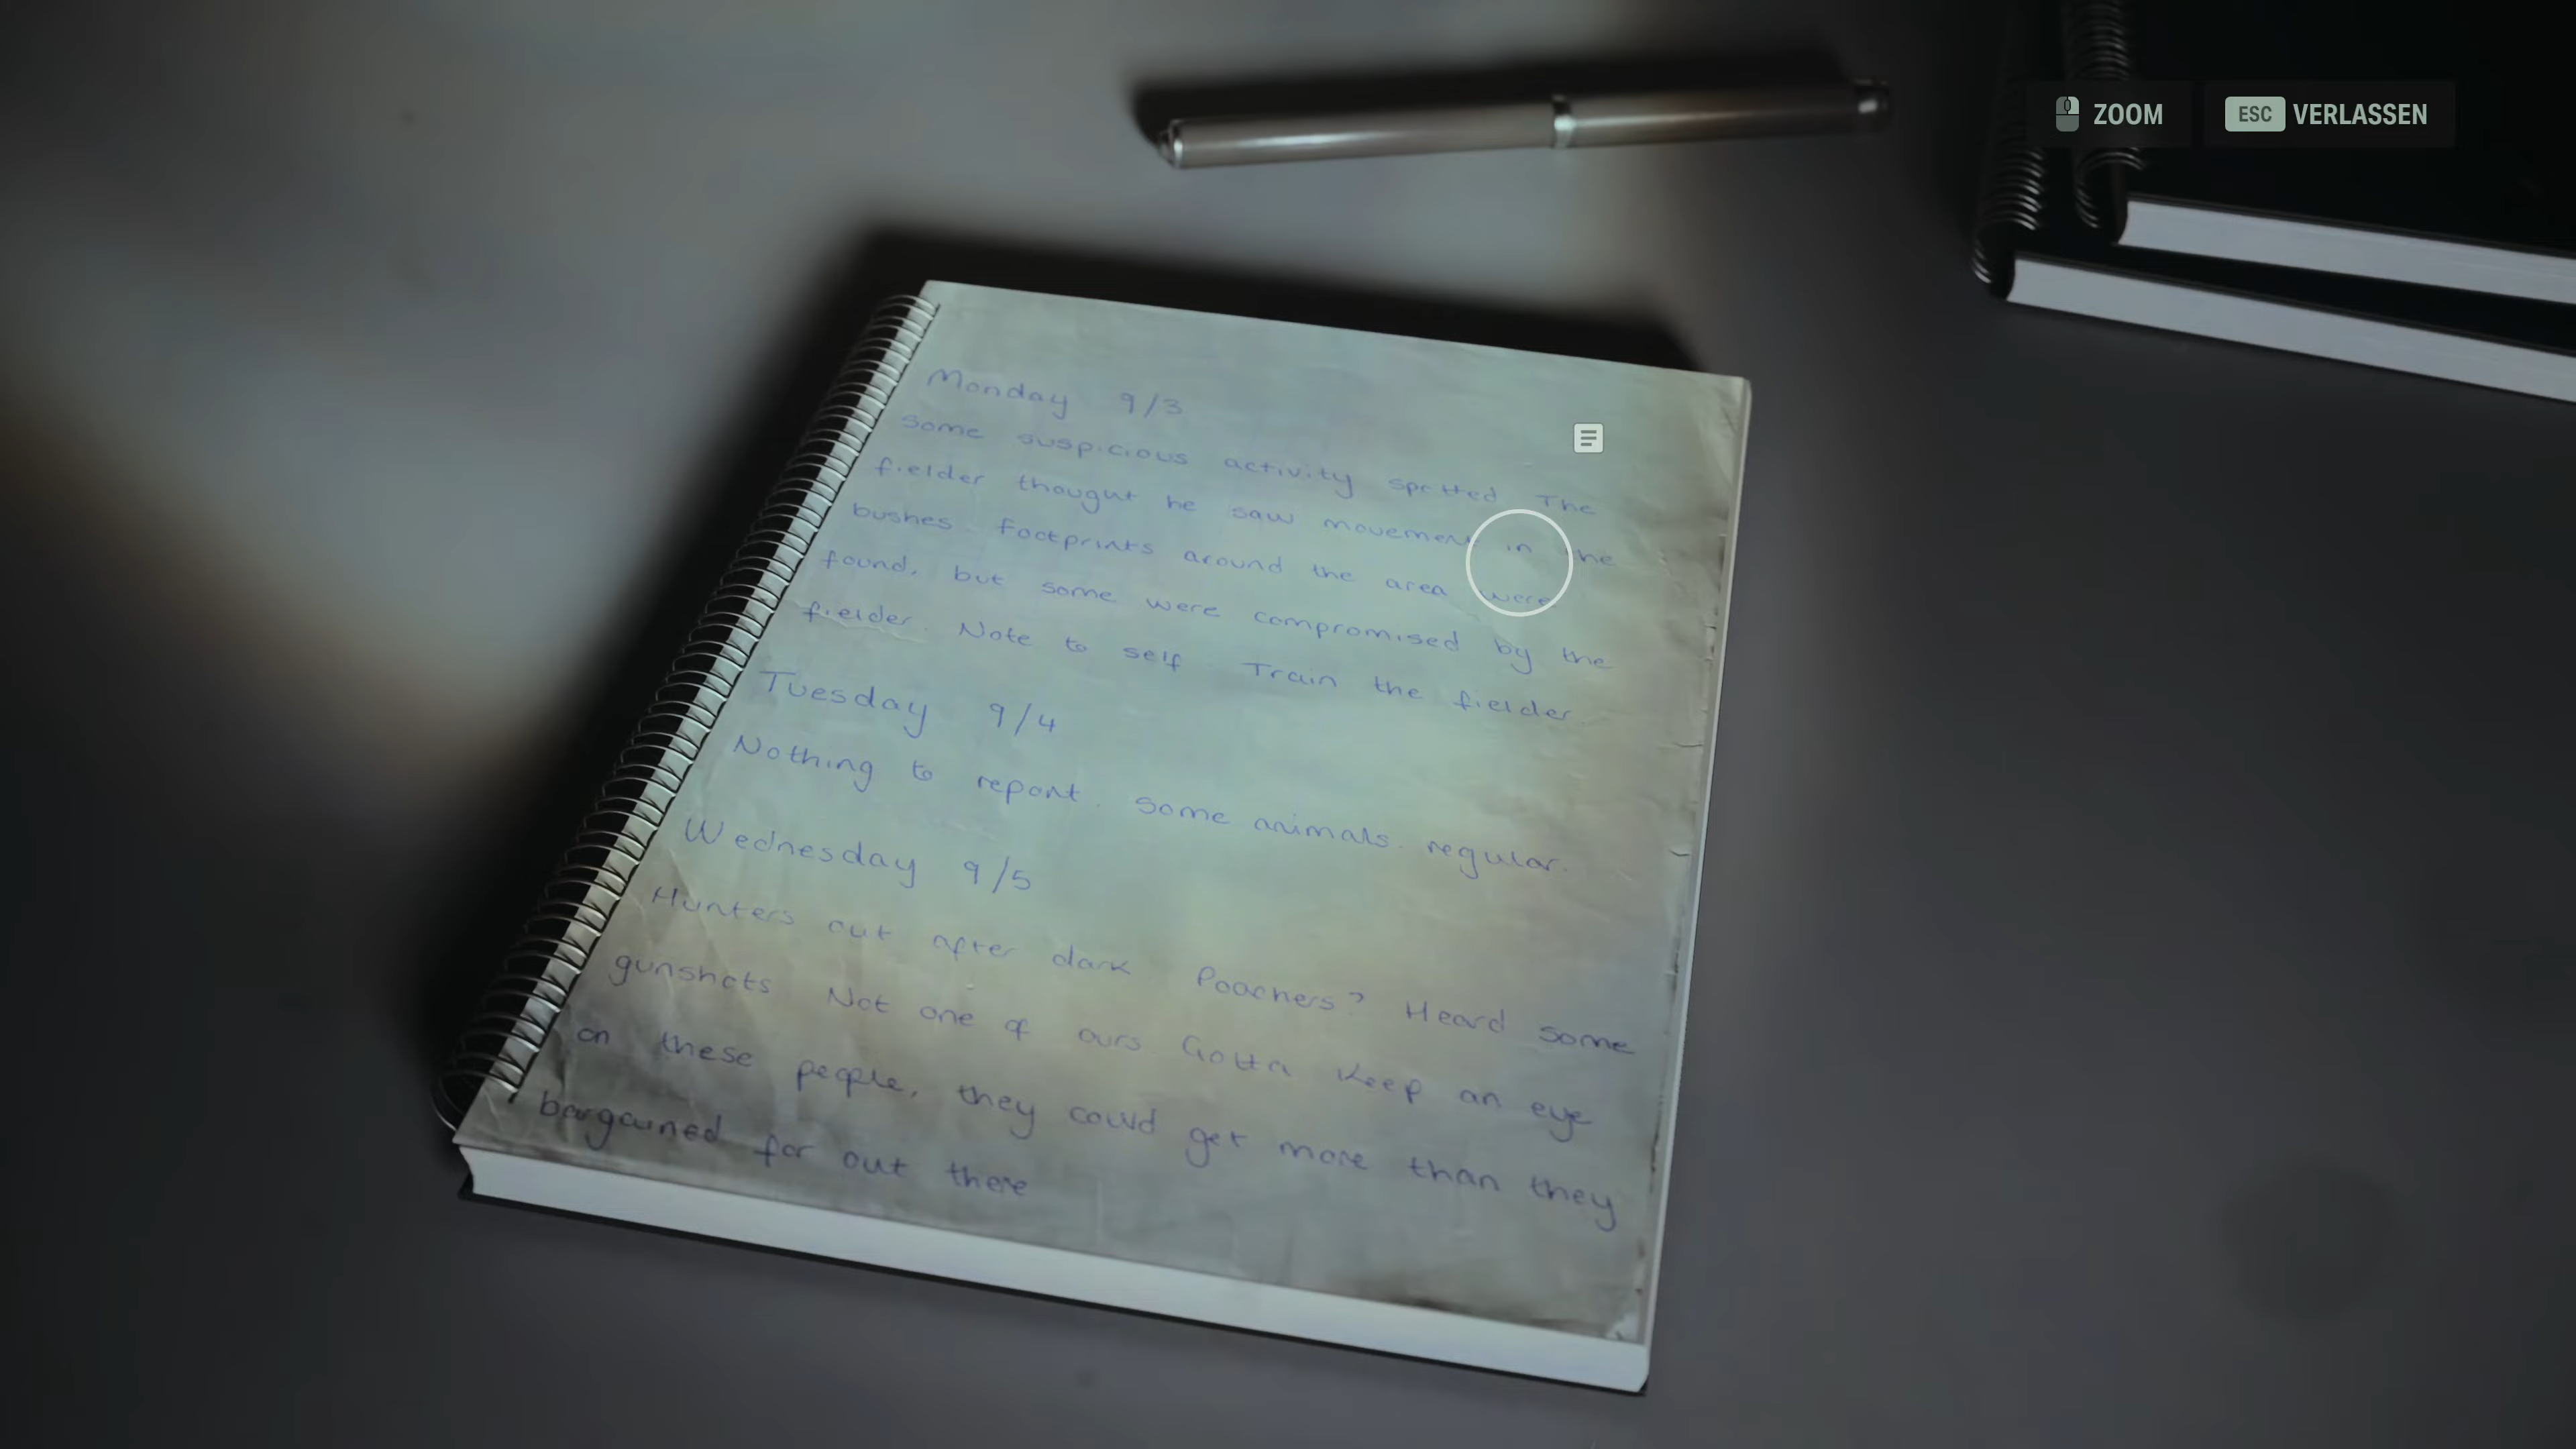 ZOOM
ESC VERLASSEN
Monday 9/3
Some suspicious activity spotted The
fielder thought he saw movement in the
bushes. Footprints around the area were
found, but some were compromised by the
fielder. Note to self Train the fielder.
Tuesday 9/4
Nothing to report. Some animals. regular.
Wednesday 9/5
Hunters out after dark Poachers? Heard some
gunshots Not one of ours. Gotta keep an eye
on these people, they could get more than they
bargained for out there